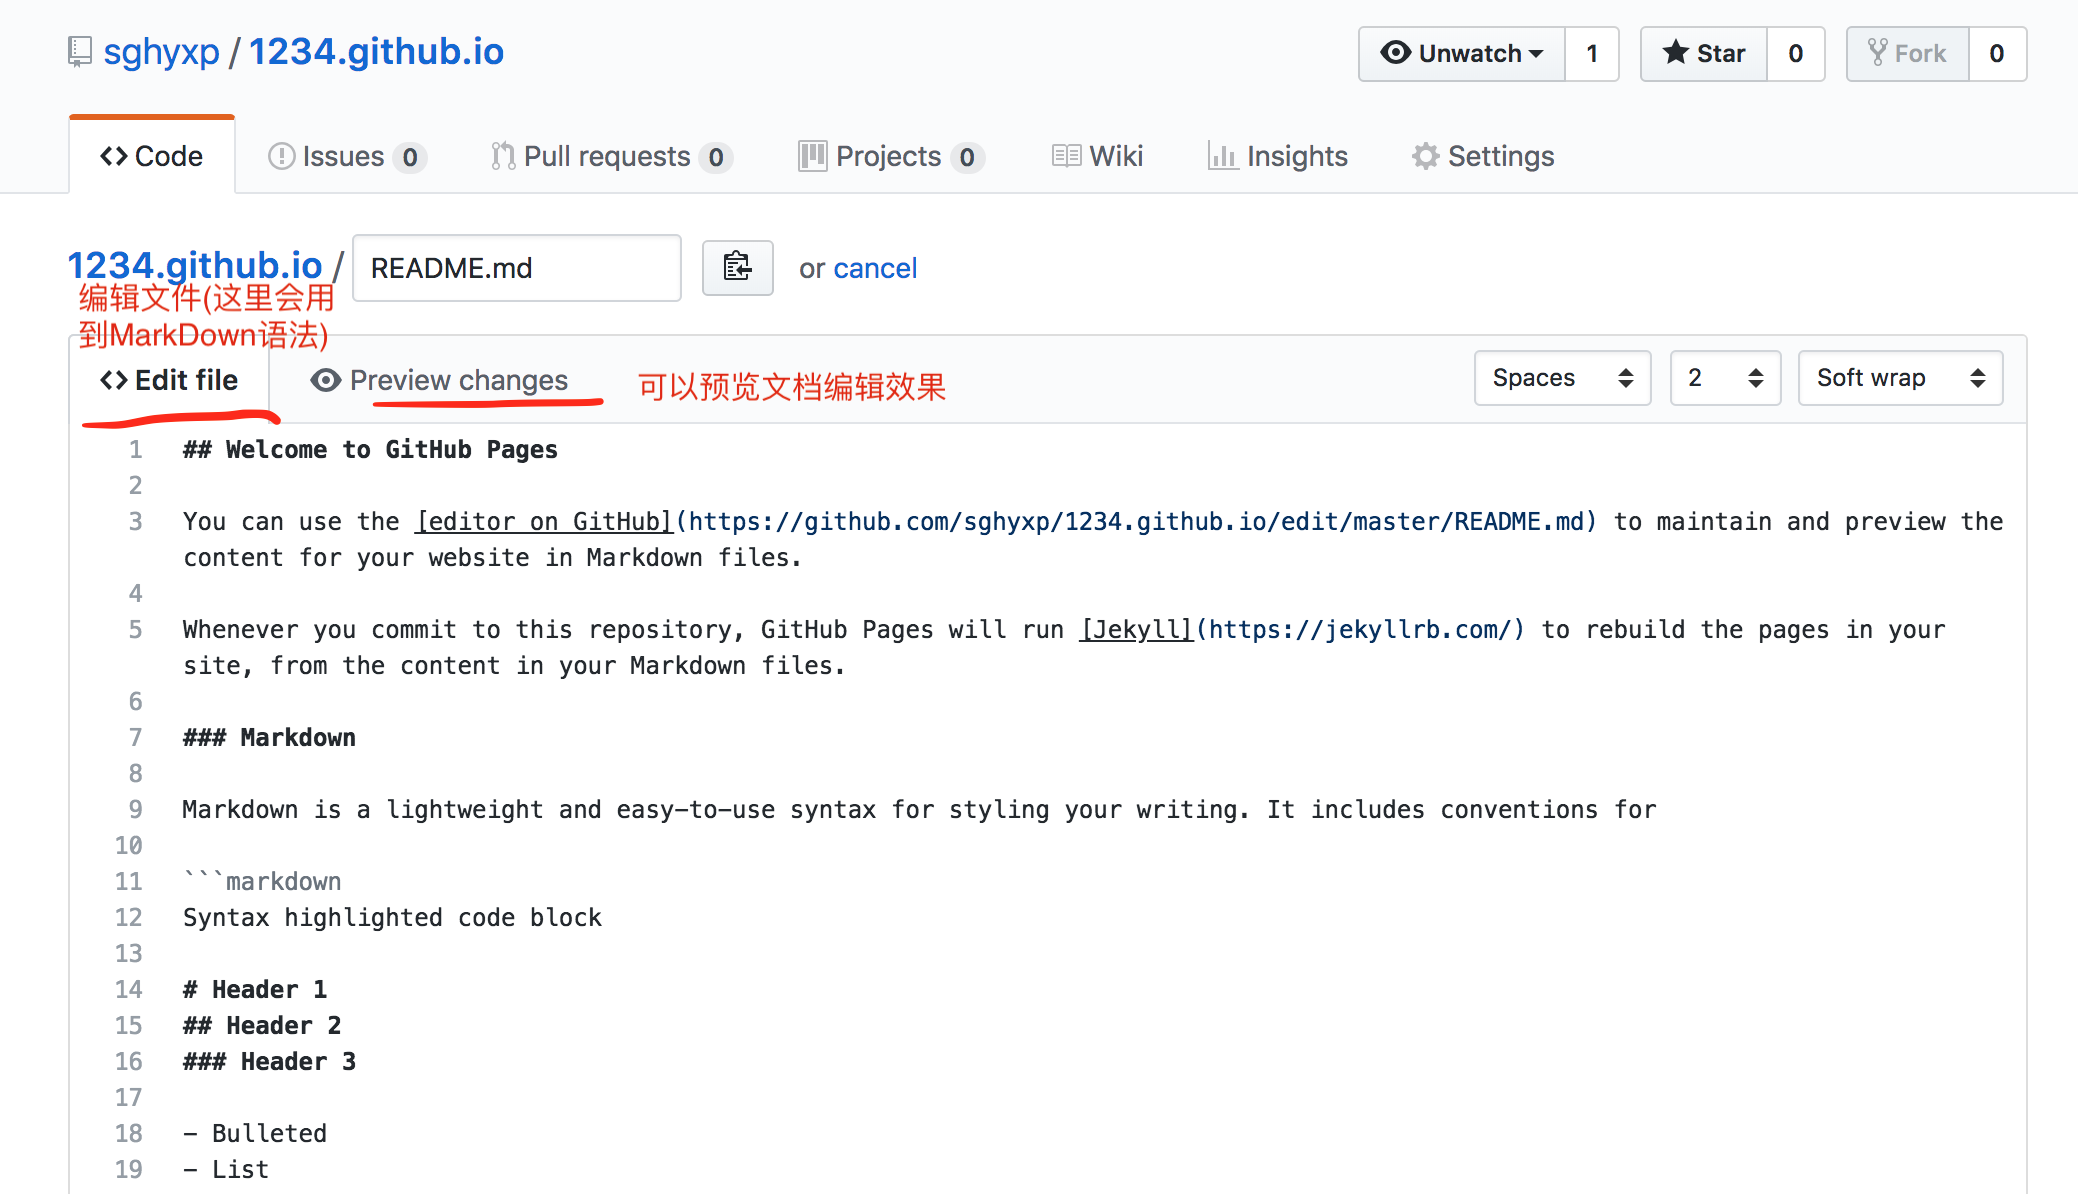 sghyxp / 1234.github.io
Unwatch 1 Star 0 Fork 0
Code Issues 0 Pull requests 0 Projects 0 Wiki Insights Settings
1234.github.io / README.md or cancel
编辑文件(这里会用
到MarkDown语法)
Edit file Preview changes 可以预览文档编辑效果 Spaces 2 Soft wrap
1 ## Welcome to GitHub Pages
2
3 You can use the [editor on GitHub](https://github.com/sghyxp/1234.github.io/edit/master/README.md) to maintain and preview the
content for your website in Markdown files.
4
5 Whenever you commit to this repository, GitHub Pages will run [Jekyll](https://jekyllrb.com/) to rebuild the pages in your
site, from the content in your Markdown files.
6
7 ### Markdown
8
9 Markdown is a lightweight and easy-to-use syntax for styling your writing. It includes conventions for
10
11 ```markdown
12 Syntax highlighted code block
13
14 # Header 1
15 ## Header 2
16 ### Header 3
17
18 - Bulleted
19 - List